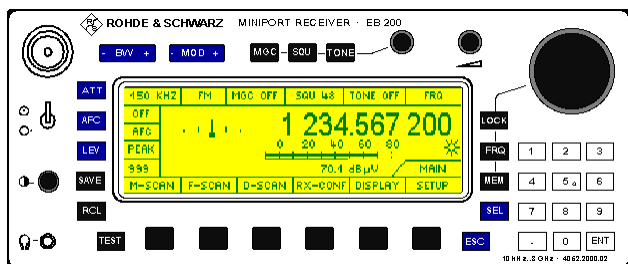 ROHDE & SCHWARZ MINIPORT RECEIVER · EB 200
- BW + - MOD + MGC SQU TONE
ATT
AFC
LEV
SAVE
RCL
TEST
150 KHZ FM MGC OFF SQU 48 TONE OFF FRQ
OFF
AFC
1 234.567 200
PEAK
0 20 40 60 80
999
70.4 dBµV
MAIN
M-SCAN F-SCAN D-SCAN RX-CONF DISPLAY SETUP
LOCK
FRQ
MEM
SEL
ESC
1 2 3
4 5 6
7 8 9
. 0 ENT
10 kHz..3 GHz · 4062.2000.02